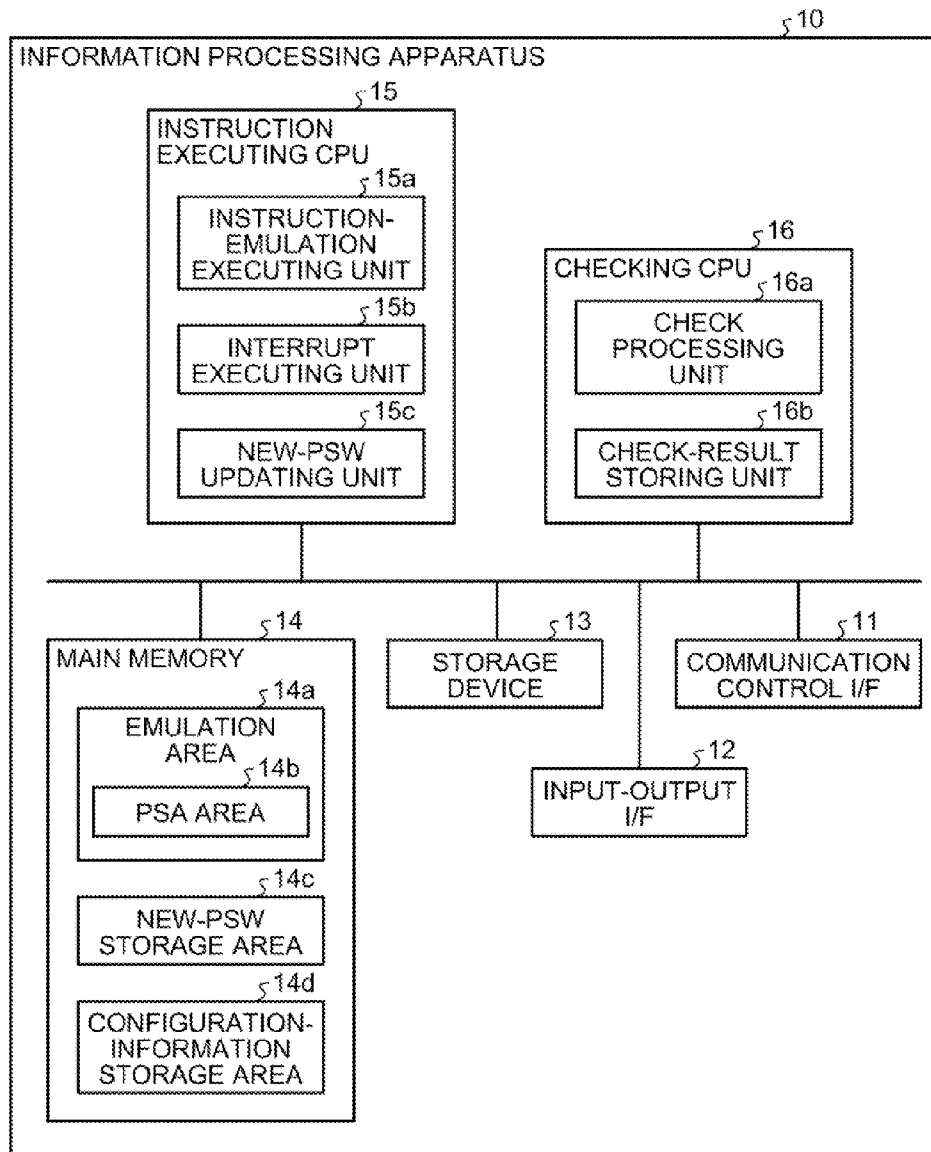 10
INFORMATION PROCESSING APPARATUS
15
INSTRUCTION
EXECUTING CPU
15a
INSTRUCTION-
EMULATION
EXECUTING UNIT
15b
INTERRUPT
EXECUTING UNIT
15c
NEW-PSW
UPDATING UNIT
16
CHECKING CPU
16a
CHECK
PROCESSING
UNIT
16b
CHECK-RESULT
STORING UNIT
14
MAIN MEMORY
14a
EMULATION
AREA
14b
PSA AREA
14c
NEW-PSW
STORAGE AREA
14d
CONFIGURATION-
INFORMATION
STORAGE AREA
13
STORAGE
DEVICE
11
COMMUNICATION
CONTROL I/F
12
INPUT-OUTPUT
I/F